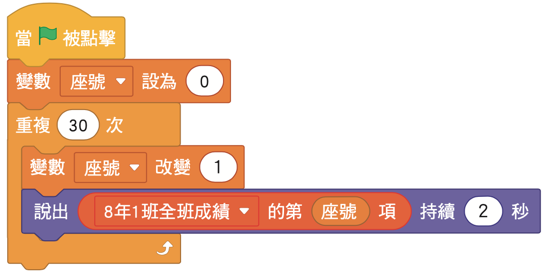 當 被點擊
變數 座號 設為 0
重複 30 次
變數 座號 改變 1
說出 8年1班全班成績 的第 座號 項 持續 2 秒